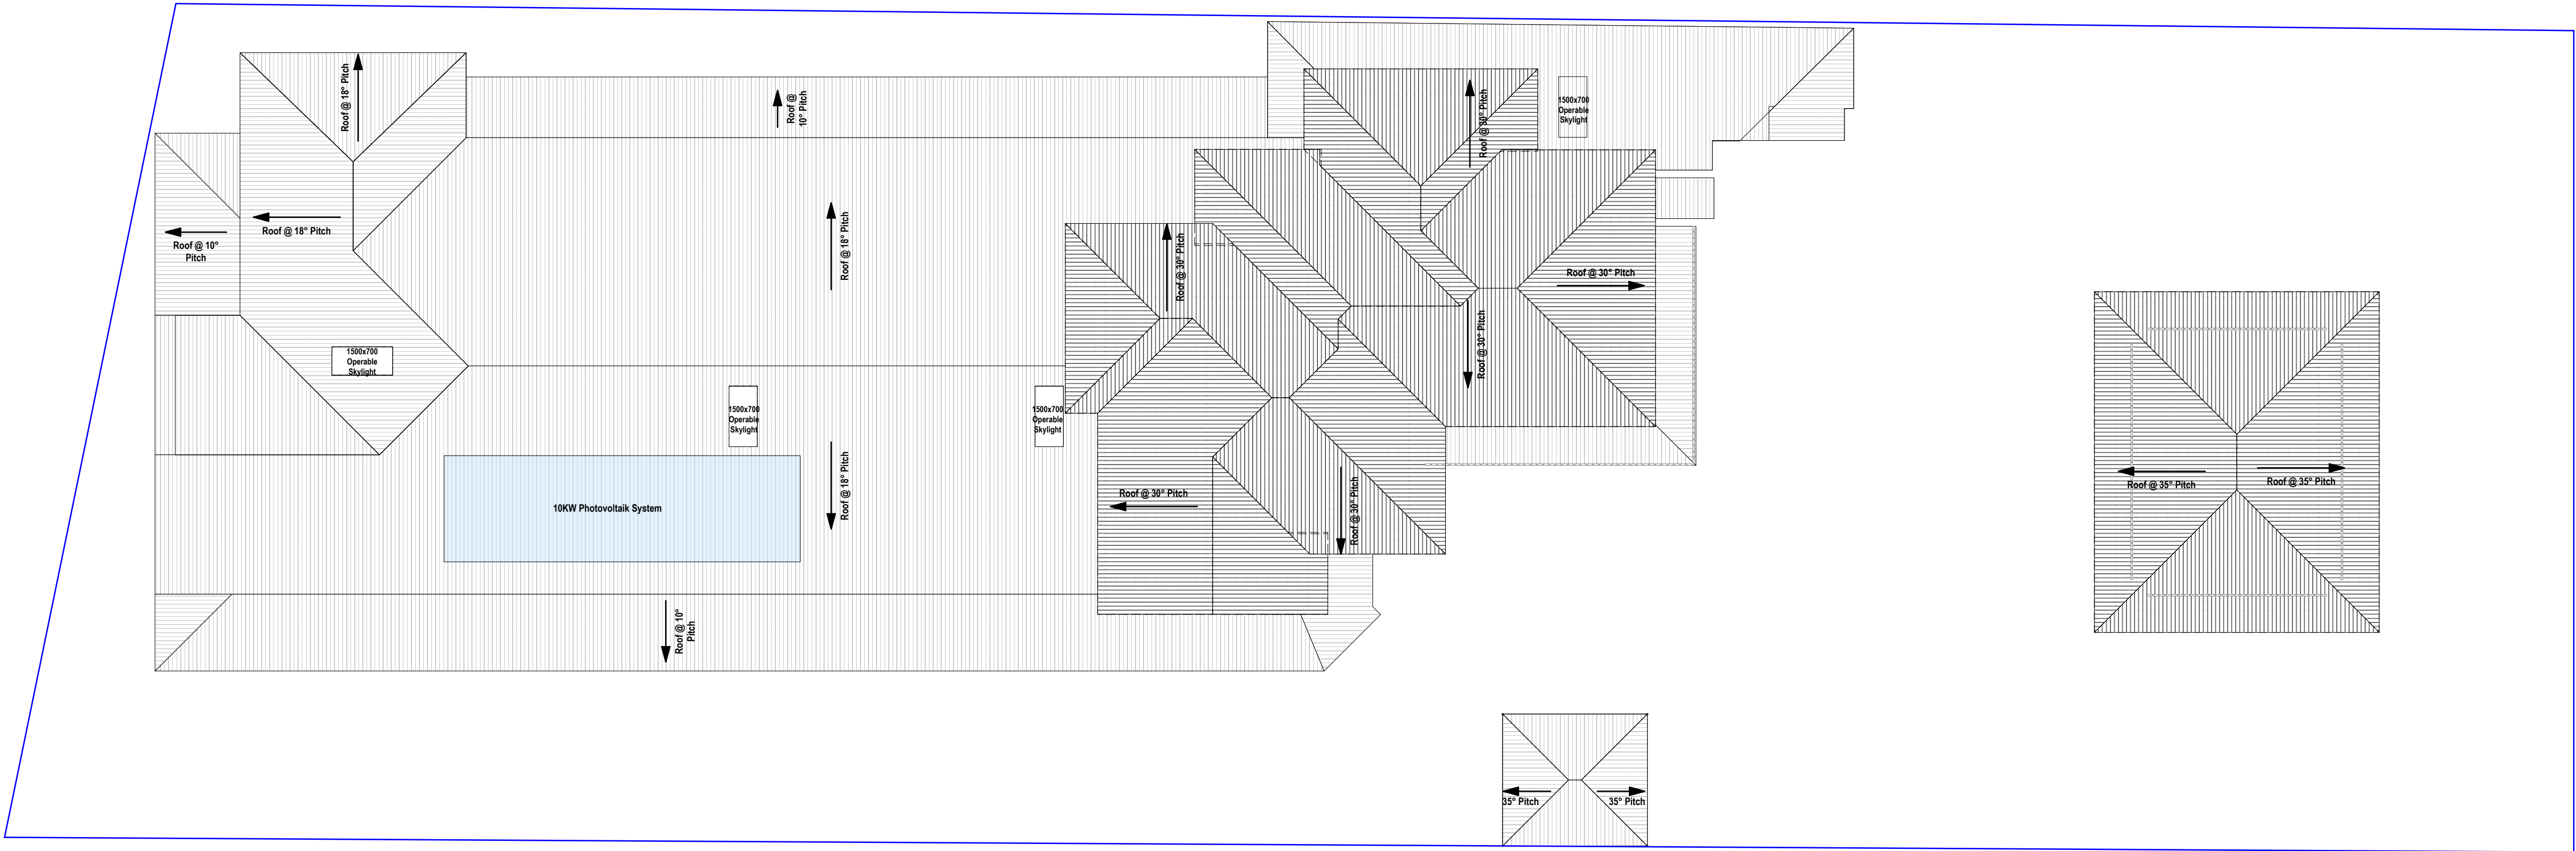 Roof @ 18° Pitch
Roof @
10° Pitch
Roof @ 30° Pitch
1500x700
Operable
Skylight
Roof @ 10°
Pitch
Roof @ 18° Pitch
Roof @ 18° Pitch
Roof @ 30° Pitch
Roof @ 30° Pitch
1500x700
Operable
Skylight
Roof @ 30° Pitch
1500x700
Operable
Skylight
1500x700
Operable
Skylight
Roof @ 18° Pitch
Roof @ 30° Pitch
10KW Photovoltaik System
Roof @ 30° Pitch
Roof @ 35° Pitch
Roof @ 35° Pitch
Roof @ 10°
Pitch
35° Pitch
35° Pitch